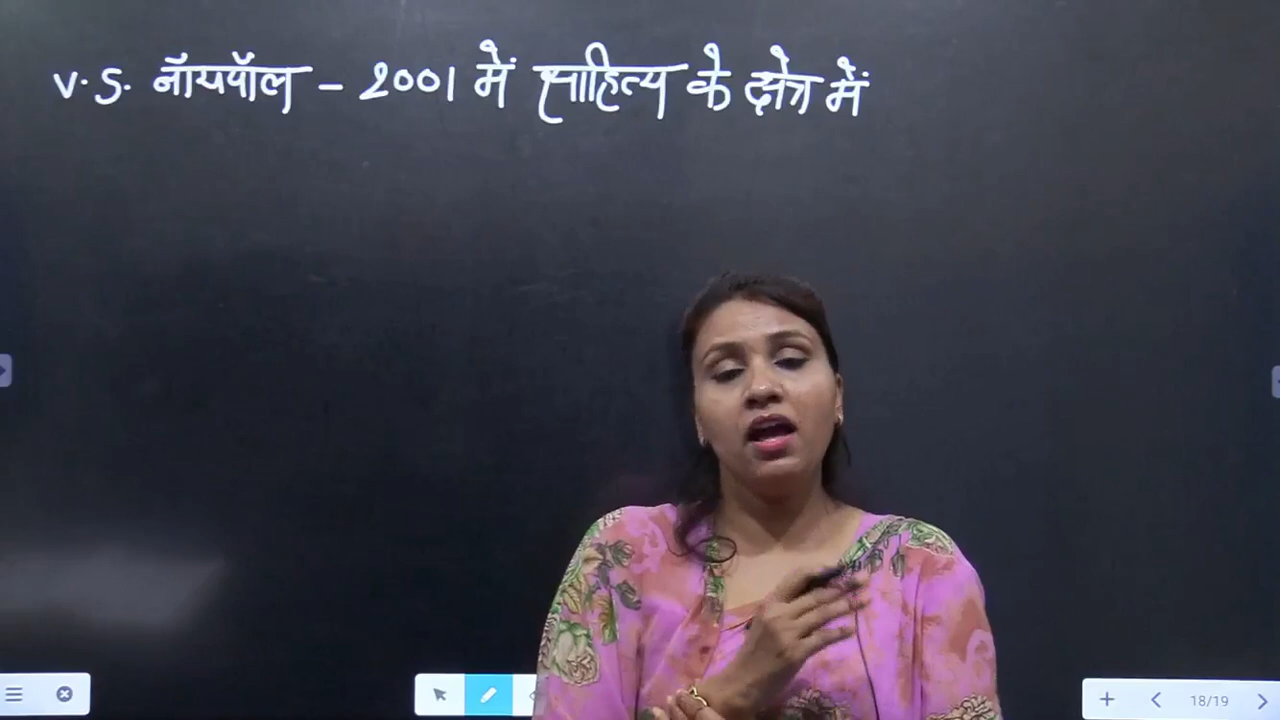 V.S. नॉयपॉल – 2001 में साहित्य के क्षेत्र में
18/19